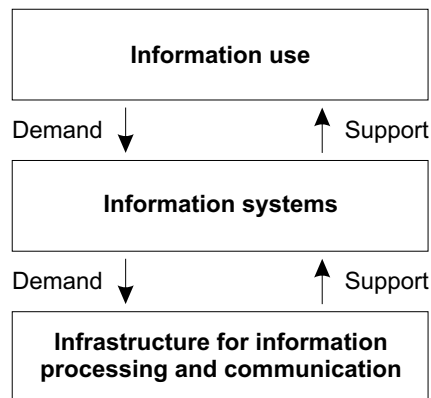 Information use
Demand
Support
Information systems
Demand
Support
Infrastructure for information
processing and communication